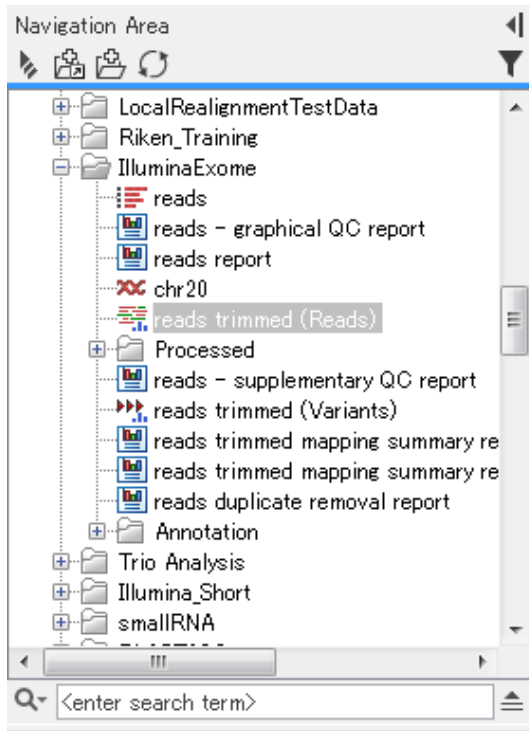 Navigation Area
LocalRealignmentTestData
Riken_Training
IlluminaExome
reads
reads - graphical QC report
reads report
chr20
reads trimmed (Reads)
Processed
reads - supplementary QC report
reads trimmed (Variants)
reads trimmed mapping summary re
reads trimmed mapping summary re
reads duplicate removal report
Annotation
Trio Analysis
Illumina_Short
smallRNA
<enter search term>